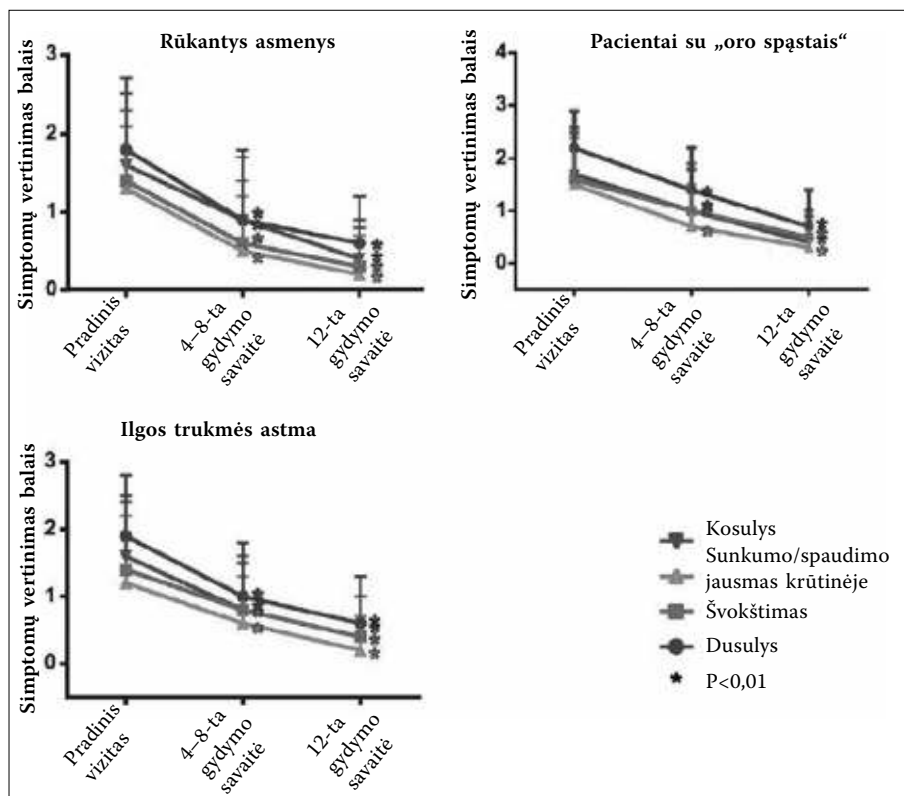 Rūkantys asmenys
Simptomų vertinimas balais
3
2
1
0
Pradinis vizitas
4–8-ta gydymo savaitė
12-ta gydymo savaitė
Pacientai su „oro spąstais“
Simptomų vertinimas balais
4
3
2
1
0
Pradinis vizitas
4–8-ta gydymo savaitė
12-ta gydymo savaitė
Ilgos trukmės astma
Simptomų vertinimas balais
3
2
1
0
Pradinis vizitas
4–8-ta gydymo savaitė
12-ta gydymo savaitė
Kosulys
Sunkumo/spaudimo
jausmas krūtinėje
Švokštimas
Dusulys
* P<0,01